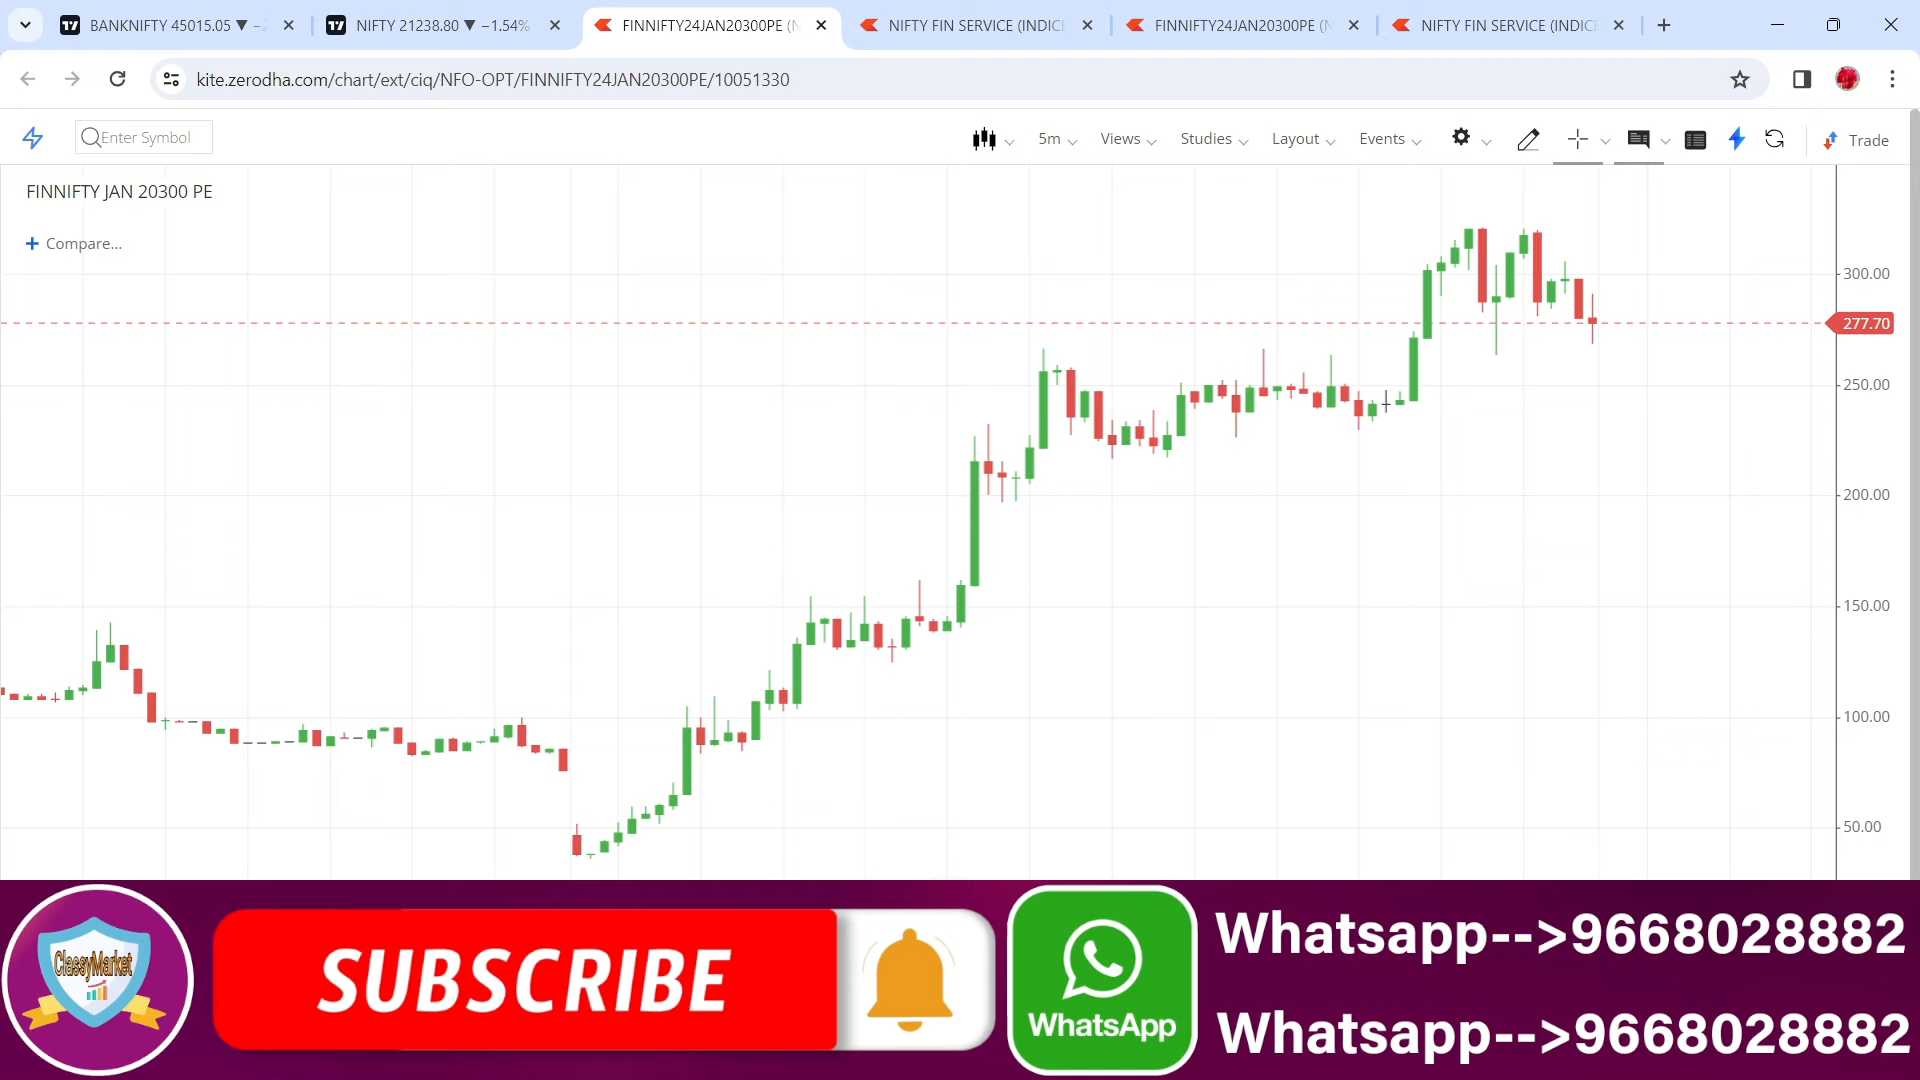 BANKNIFTY 45015.05 ▼ −2
NIFTY 21238.80 ▼ −1.54%
FINNIFTY24JAN20300PE (N
NIFTY FIN SERVICE (INDICE
FINNIFTY24JAN20300PE (N
NIFTY FIN SERVICE (INDICE
kite.zerodha.com/chart/ext/ciq/NFO-OPT/FINNIFTY24JAN20300PE/10051330
Enter Symbol
5m
Views
Studies
Layout
Events
Trade
FINNIFTY JAN 20300 PE
+ Compare...
300.00
277.70
250.00
200.00
150.00
100.00
50.00
ClassyMarket
SUBSCRIBE
WhatsApp
Whatsapp-->9668028882
Whatsapp-->9668028882